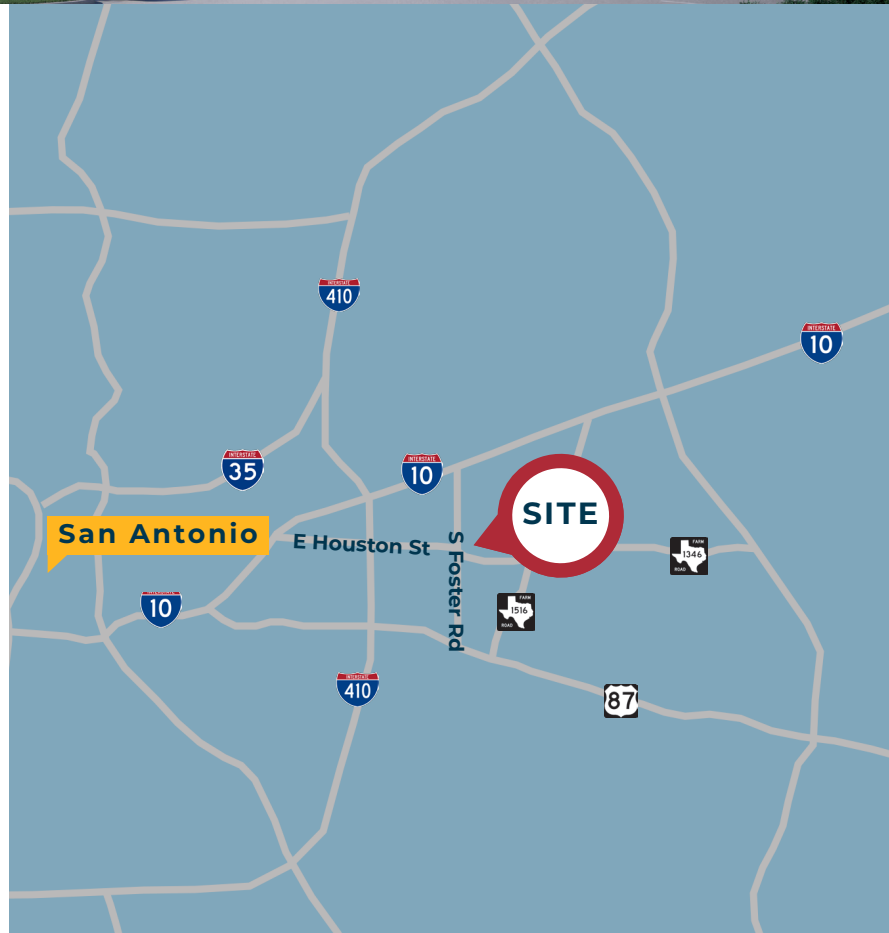 INTERSTATE
410
INTERSTATE
10
INTERSTATE
35
INTERSTATE
10
SITE
San Antonio
E Houston St
S Foster Rd
FARM
1346
ROAD
INTERSTATE
10
FARM
1516
ROAD
INTERSTATE
410
87